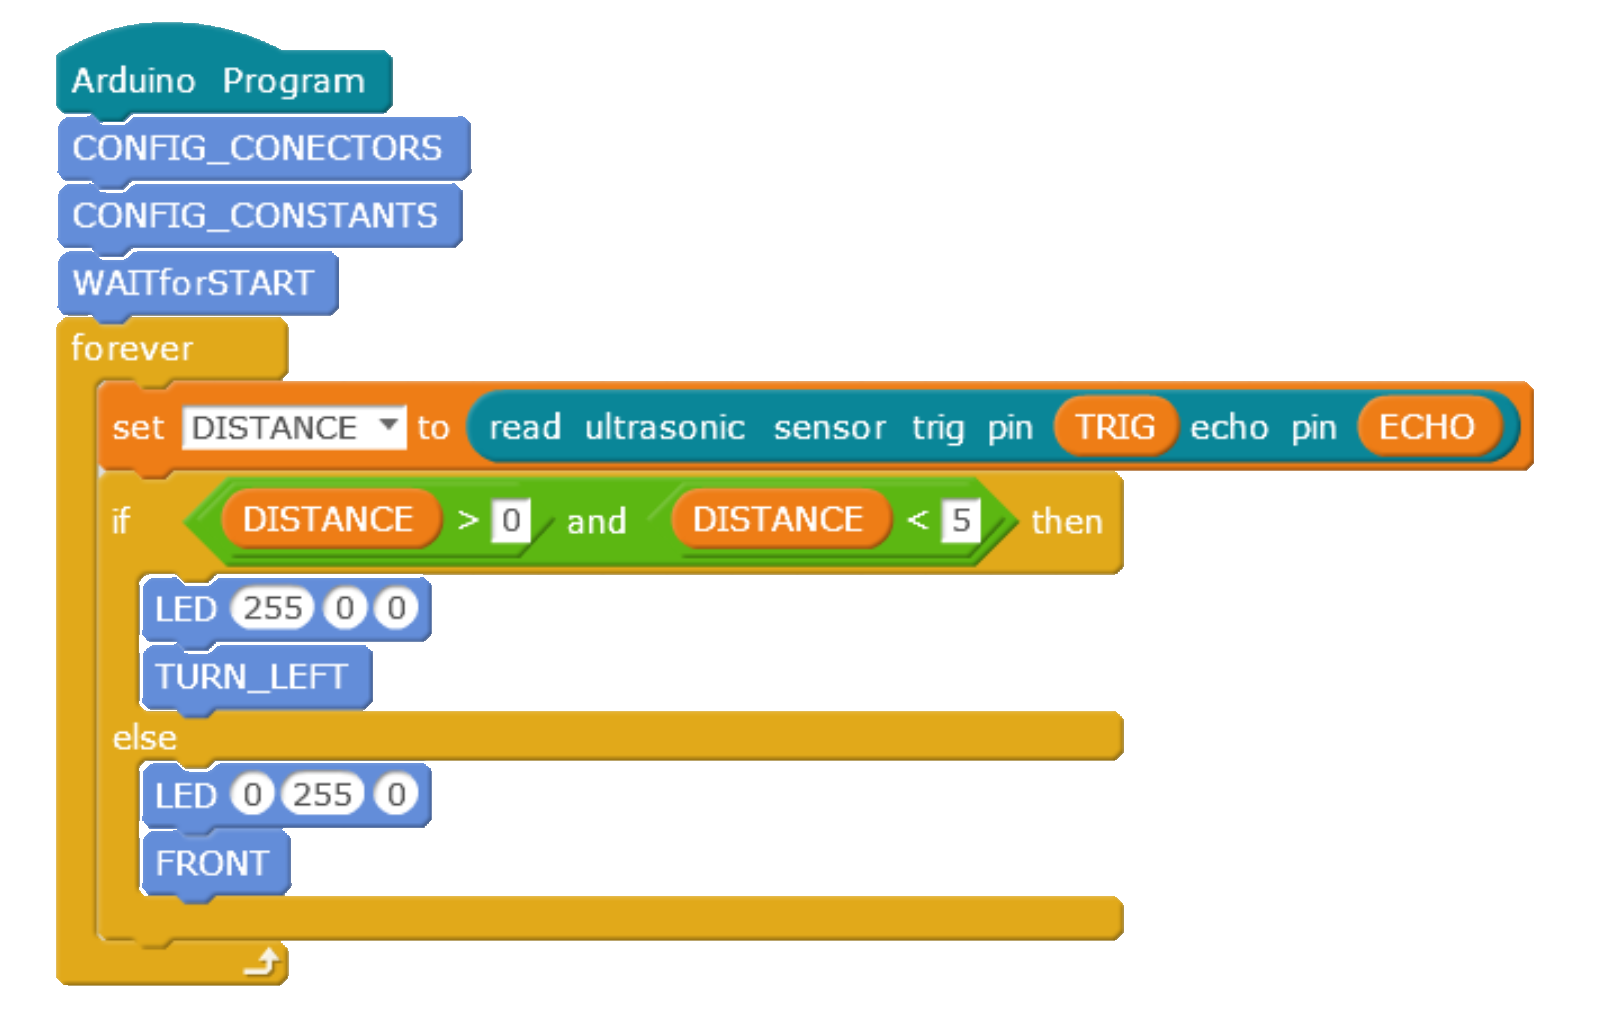 Arduino Program
CONFIG_CONECTORS
CONFIG_CONSTANTS
WAITforSTART
forever
set DISTANCE to read ultrasonic sensor trig pin TRIG echo pin ECHO
if DISTANCE > 0 and DISTANCE < 5 then
LED 255 0 0
TURN_LEFT
else
LED 0 255 0
FRONT